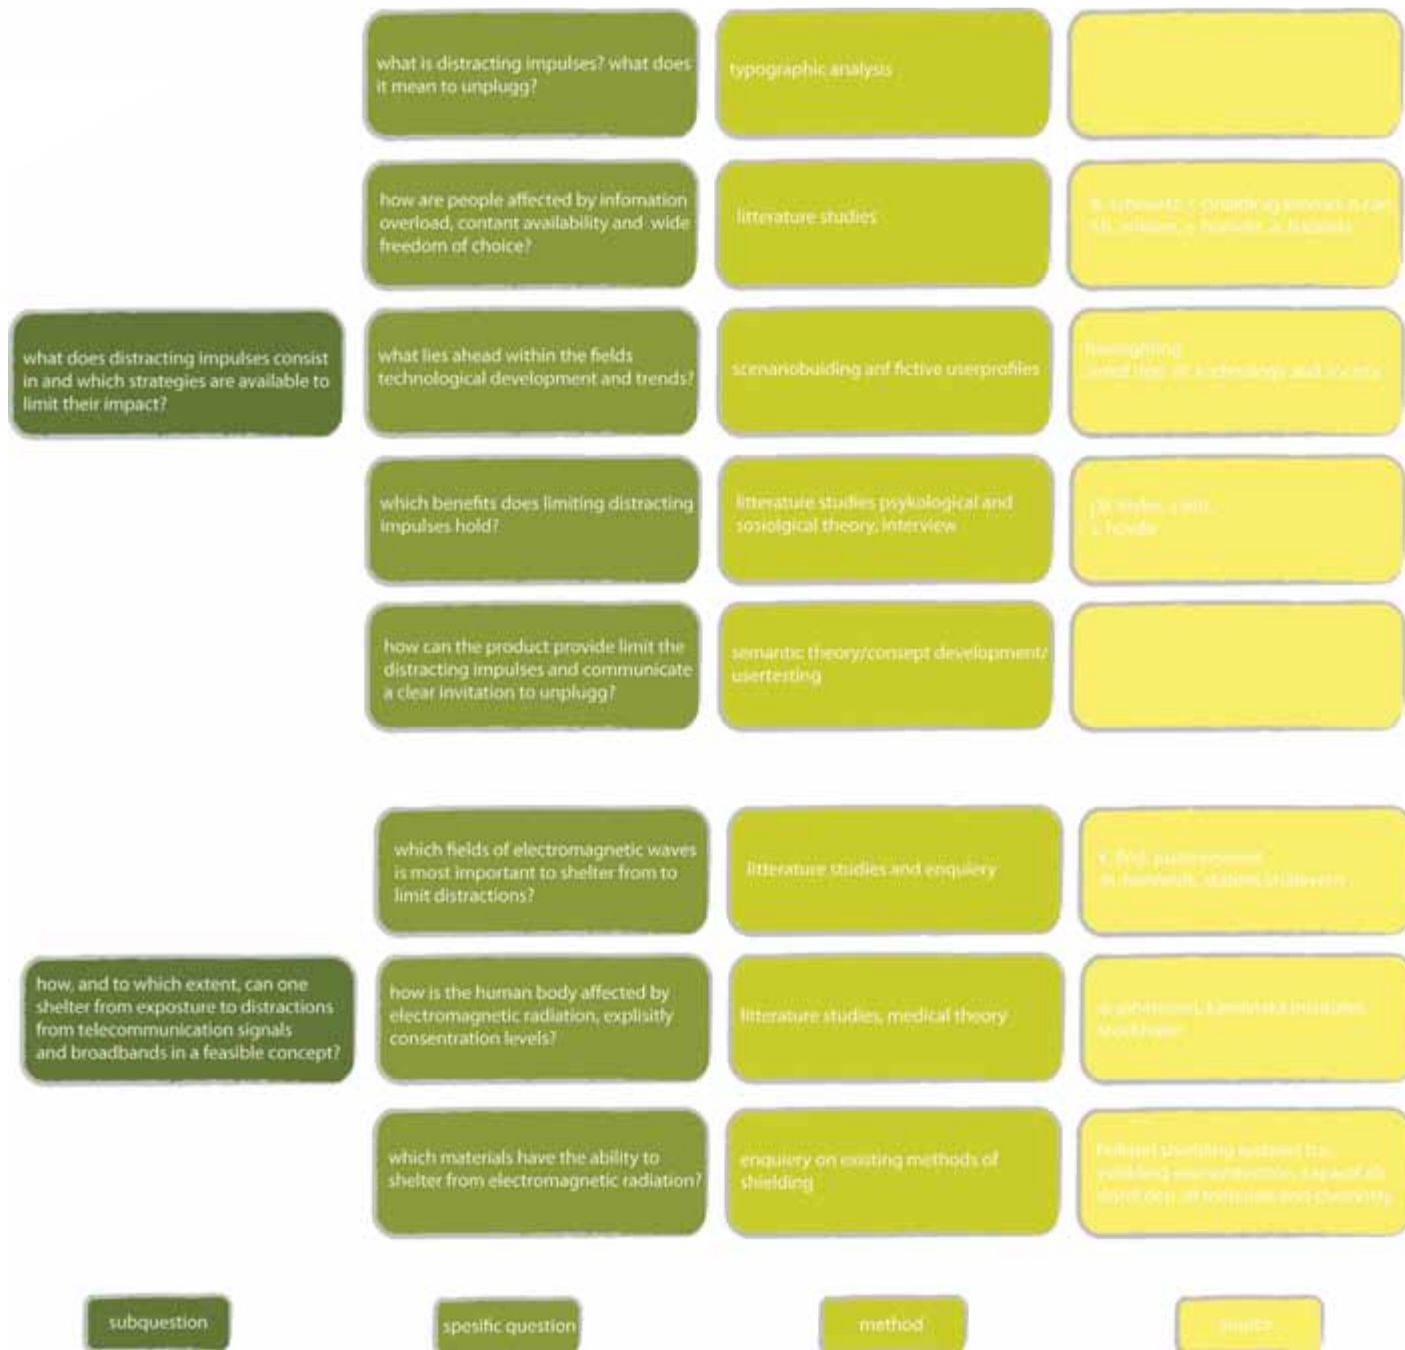 what is distracting impulses? what does
it mean to unplugg?
typographic analysis
how are people affected by infomation
overload, contant availability and wide
freedom of choice?
litterature studies
what does distracting impulses consist
in and which strategies are available to
limit their impact?
what lies ahead within the fields
technological development and trends?
scenariobuiding anf fictive userprofiles
technology and society
which benefits does limiting distracting
impulses hold?
litterature studies psykological and
sosiolgical theory, interview
how can the product provide limit the
distracting impulses and communicate
a clear invitation to unplugg?
semantic theory/consept development/
usertesting
which fields of electromagnetic waves
is most important to shelter from to
limit distractions?
litterature studies and enquiery
how, and to which extent, can one
shelter from exposure to distractions
from telecommunication signals
and broadbands in a feasible concept?
how is the human body affected by
electromagnetic radiation, explisitly
consentration levels?
litterature studies, medical theory
which materials have the ability to
shelter from electromagnetic radiation?
enquiery on existing methods of
shielding
shielding systems
and chemistry
subquestion
spesific question
method
source